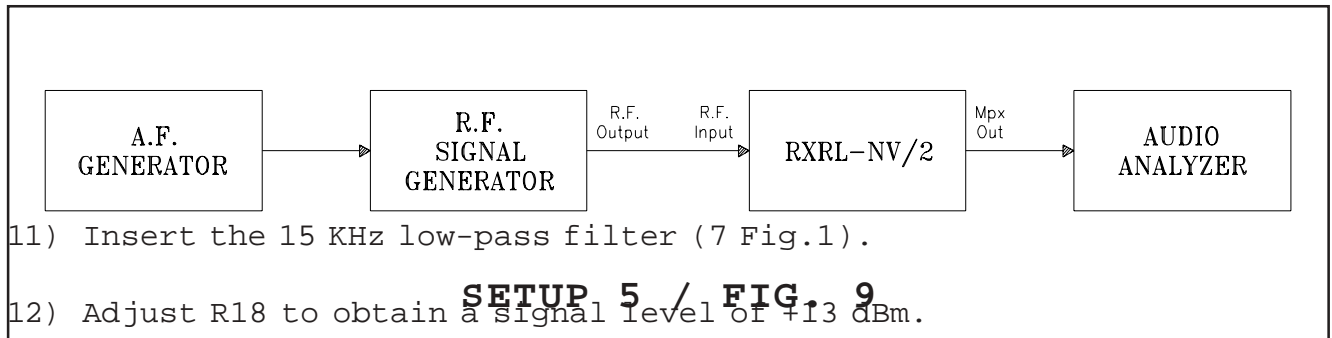 A.F.
GENERATOR
R.F.
SIGNAL
GENERATOR
R.F.
Output
R.F.
Input
RXRL-NV/2
Mpx
Out
AUDIO
ANALYZER
11) Insert the 15 KHz low-pass filter (7 Fig.1).
SETUP 5 / FIG. 9
12) Adjust R18 to obtain a signal level of +13 dBm.